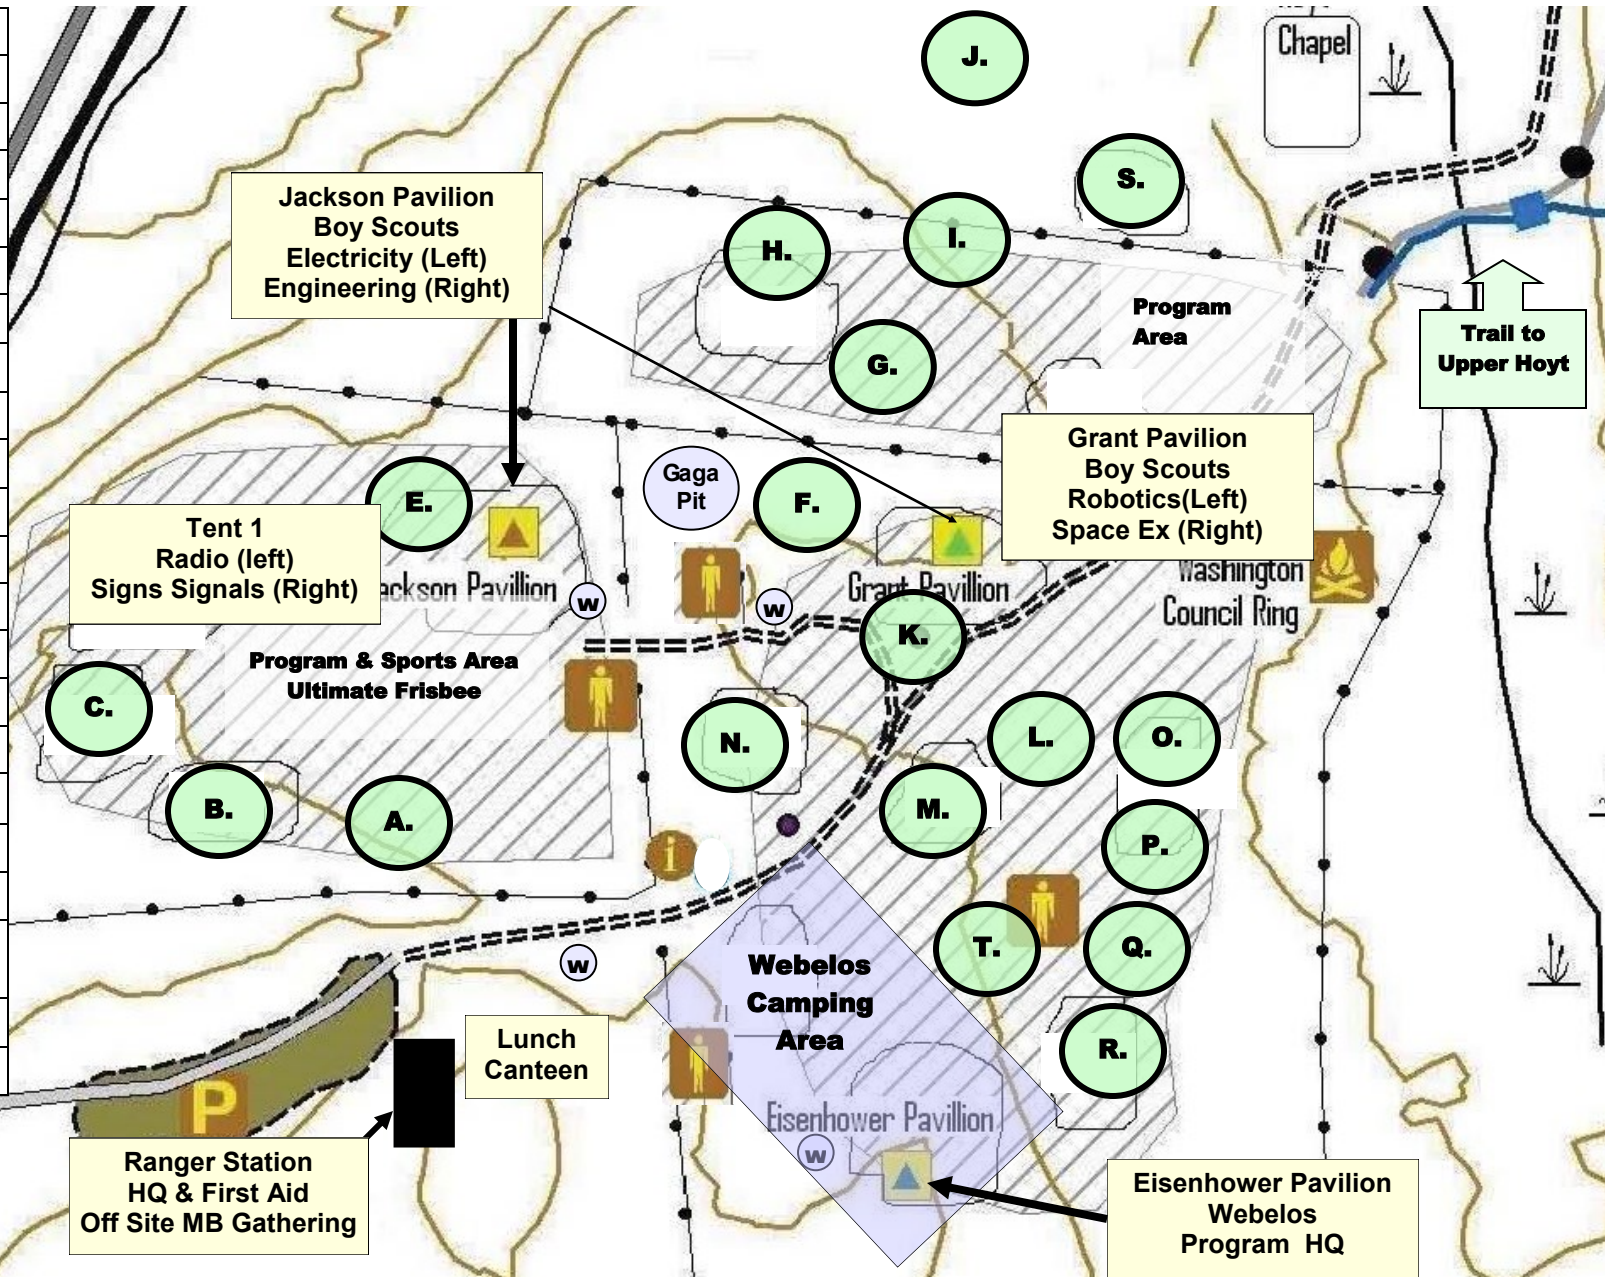 J.
Chapel
S.
Jackson Pavilion
Boy Scouts
Electricity (Left)
Engineering (Right)
H.
I.
Program
Area
Trail to
Upper Hoyt
G.
Grant Pavilion
Boy Scouts
Robotics(Left)
Space Ex (Right)
Gaga
Pit
E.
F.
Tent 1
Radio (left)
Signs Signals (Right)
ackson Pavillion
w
w
Grant Pavillion
Washington
Council Ring
K.
Program & Sports Area
Ultimate Frisbee
C.
N.
L.
O.
B.
A.
M.
P.
i
T.
Q.
w
Webelos
Camping
Area
Lunch
Canteen
R.
P
Eisenhower Pavillion
w
Ranger Station
HQ & First Aid
Off Site MB Gathering
Eisenhower Pavilion
Webelos
Program HQ